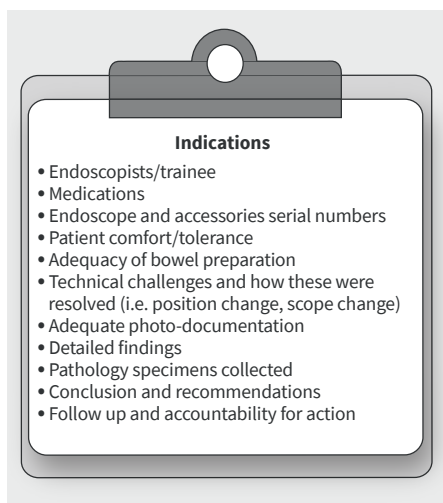 Indications
• Endoscopists/trainee
• Medications
• Endoscope and accessories serial numbers
• Patient comfort/tolerance
• Adequacy of bowel preparation
• Technical challenges and how these were
resolved (i.e. position change, scope change)
• Adequate photo-documentation
• Detailed findings
• Pathology specimens collected
• Conclusion and recommendations
• Follow up and accountability for action